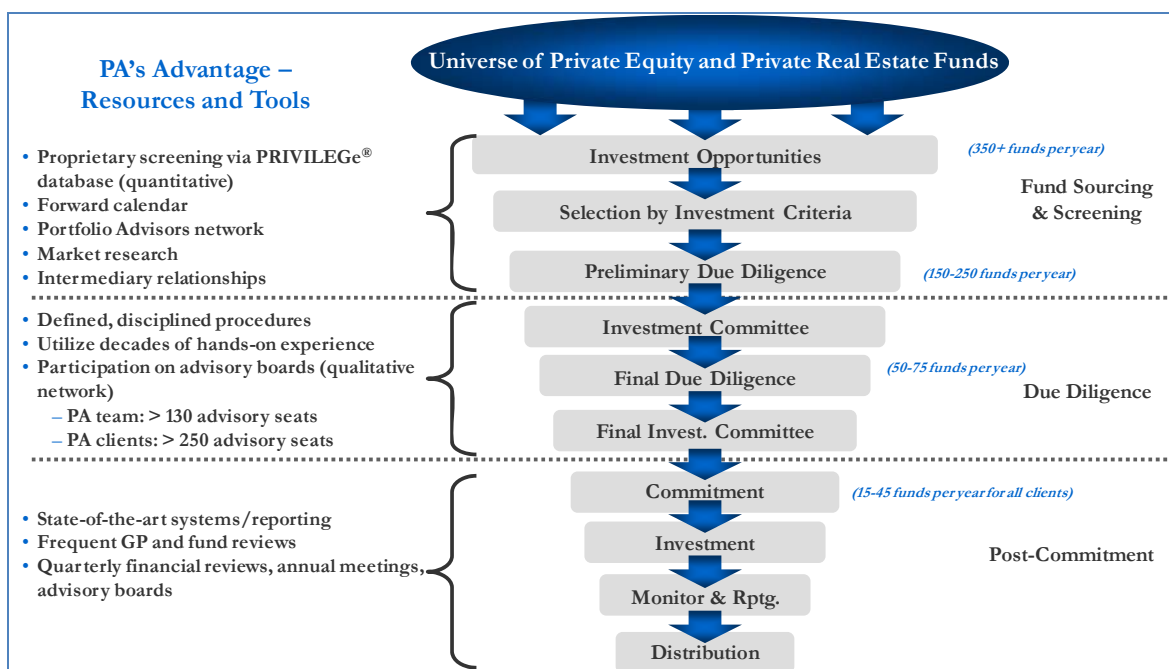 Universe of Private Equity and Private Real Estate Funds
PA's Advantage –
Resources and Tools
• Proprietary screening via PRIVILEGe®
database (quantitative)
• Forward calendar
• Portfolio Advisors network
• Market research
• Intermediary relationships
Investment Opportunities
(350+ funds per year)
Selection by Investment Criteria
Fund Sourcing
& Screening
Preliminary Due Diligence
(150-250 funds per year)
• Defined, disciplined procedures
• Utilize decades of hands-on experience
• Participation on advisory boards (qualitative
network)
– PA team: > 130 advisory seats
– PA clients: > 250 advisory seats
Investment Committee
Final Due Diligence
(50-75 funds per year)
Due Diligence
Final Invest. Committee
• State-of-the-art systems/reporting
• Frequent GP and fund reviews
• Quarterly financial reviews, annual meetings,
advisory boards
Commitment
(15-45 funds per year for all clients)
Investment
Post-Commitment
Monitor & Rptg.
Distribution